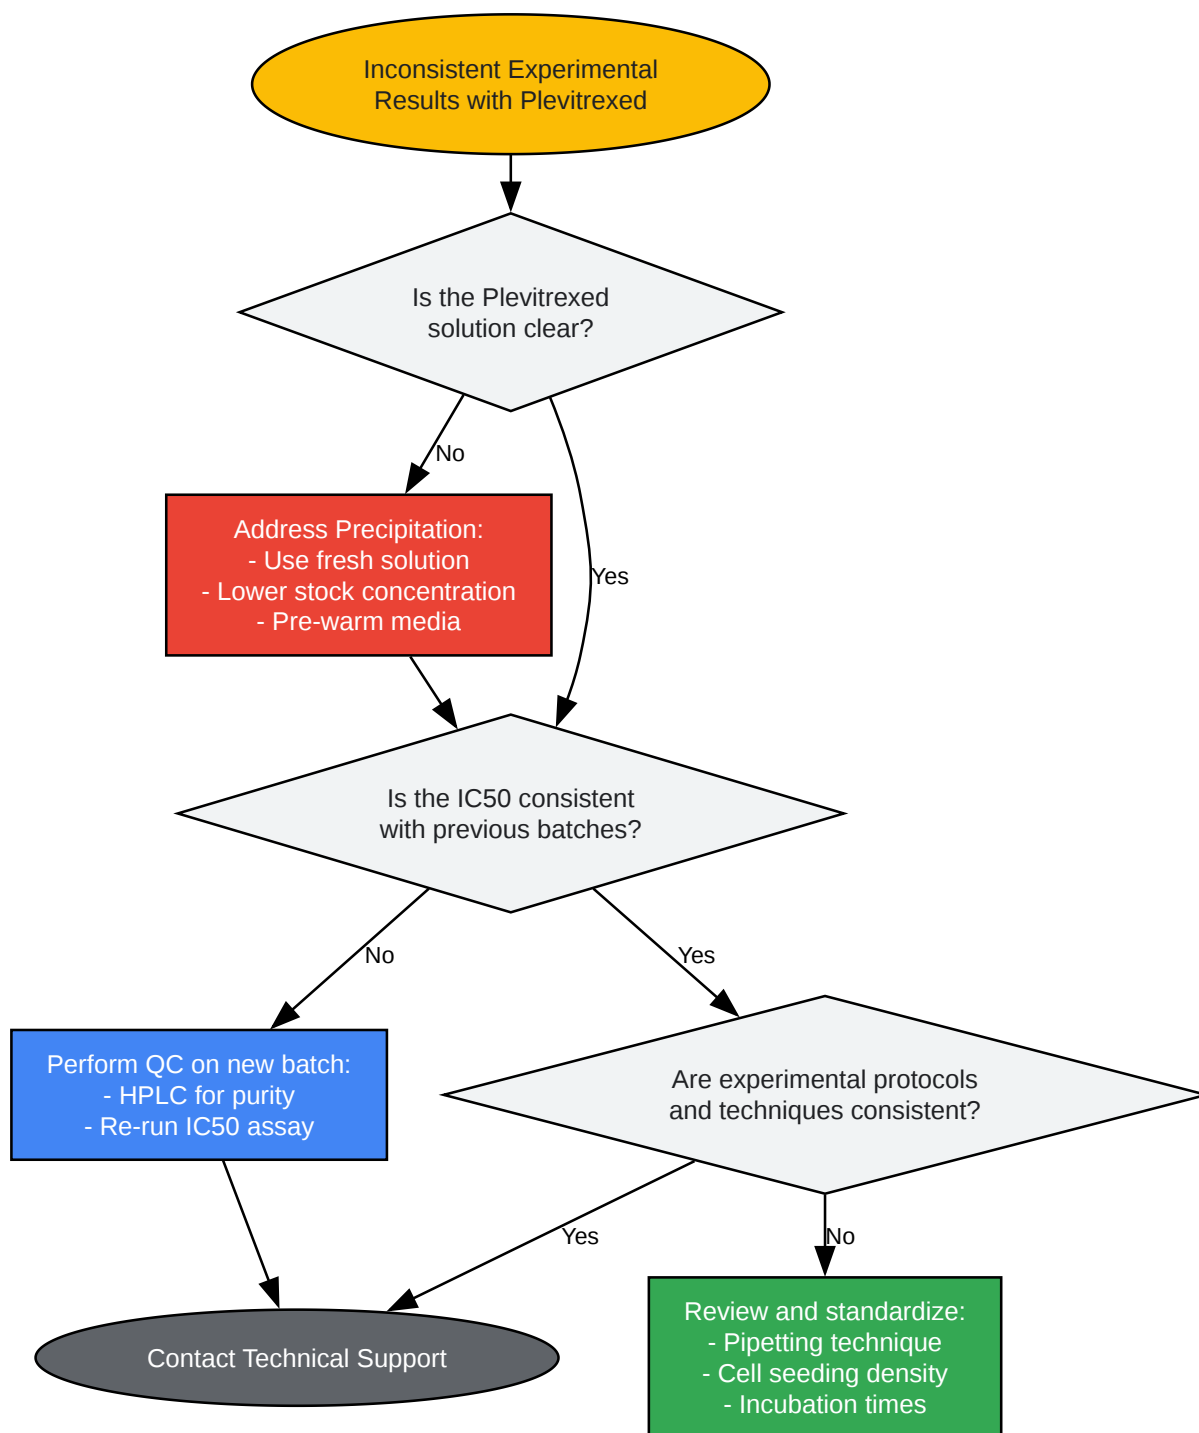 Inconsistent Experimental
Results with Plevitrexed
Is the Plevitrexed
solution clear?
No
Address Precipitation:
- Use fresh solution
- Lower stock concentration
- Pre-warm media
Yes
Is the IC50 consistent
with previous batches?
No
Yes
Perform QC on new batch:
- HPLC for purity
- Re-run IC50 assay
Are experimental protocols
and techniques consistent?
Yes
No
Contact Technical Support
Review and standardize:
- Pipetting technique
- Cell seeding density
- Incubation times